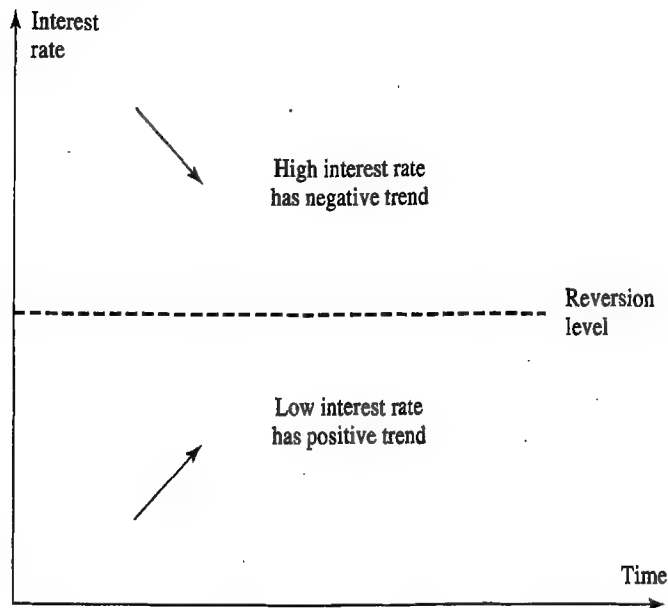 Interest
rate
High interest rate
has negative trend
Reversion
level
Low interest rate
has positive trend
Time